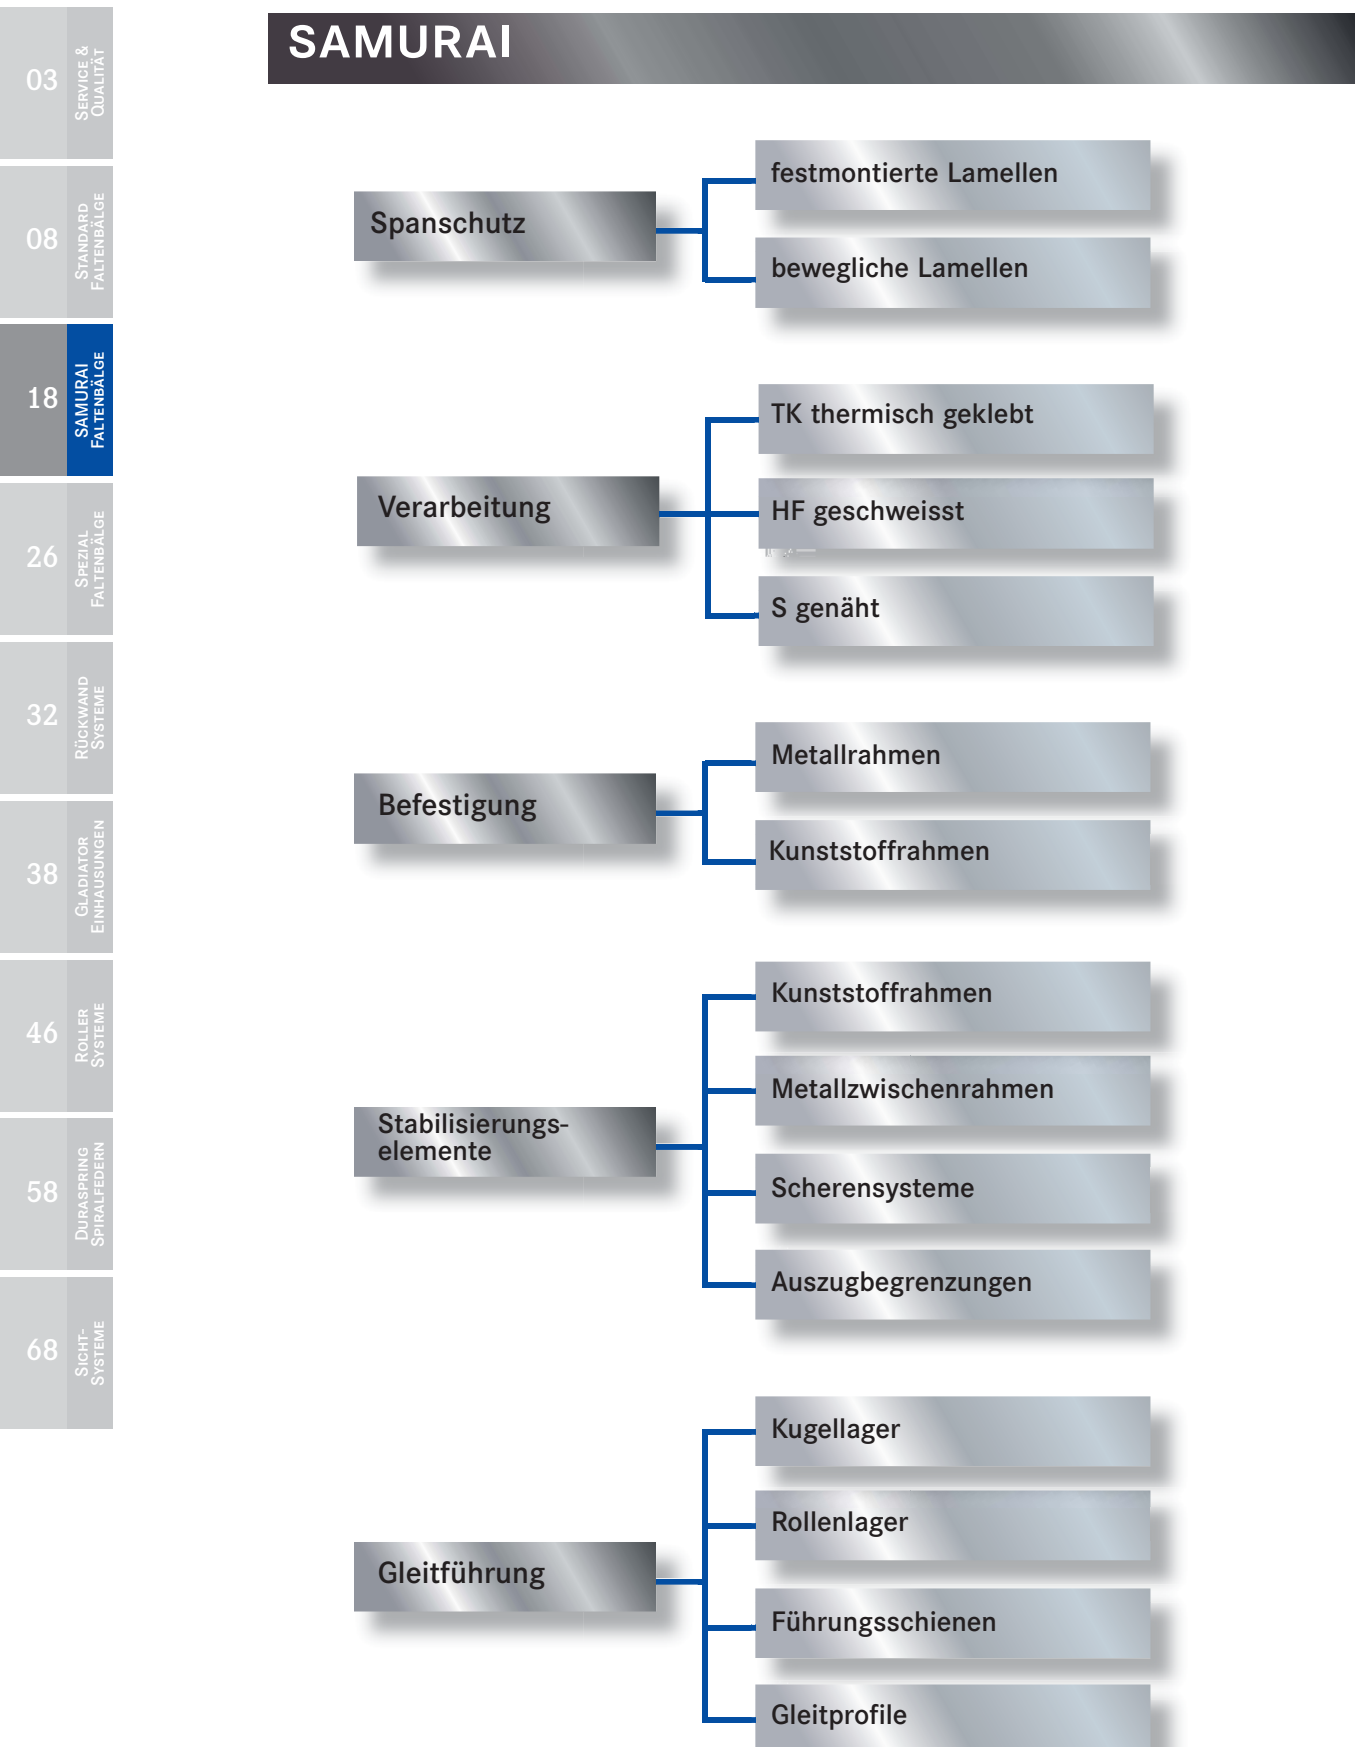 SAMURAI
03
SERVICE &
QUALITÄT
08
STANDARD
FALTENBÄLGE
18
SAMURAI
FALTENBÄLGE
26
SPEZIAL
FALTENBÄLGE
32
RÜCKWAND
SYSTEME
38
GLADIATOR
EINHAUSUNGEN
46
ROLLER
SYSTEME
58
DURASPRING
SPIRALFEDERN
68
SICHT-
SYSTEME
Spanschutz
festmontierte Lamellen
bewegliche Lamellen
Verarbeitung
TK thermisch geklebt
HF geschweisst
S genäht
Befestigung
Metallrahmen
Kunststoffrahmen
Stabilisierungs-
elemente
Kunststoffrahmen
Metallzwischenrahmen
Scherensysteme
Auszugbegrenzungen
Gleitführung
Kugellager
Rollenlager
Führungsschienen
Gleitprofile